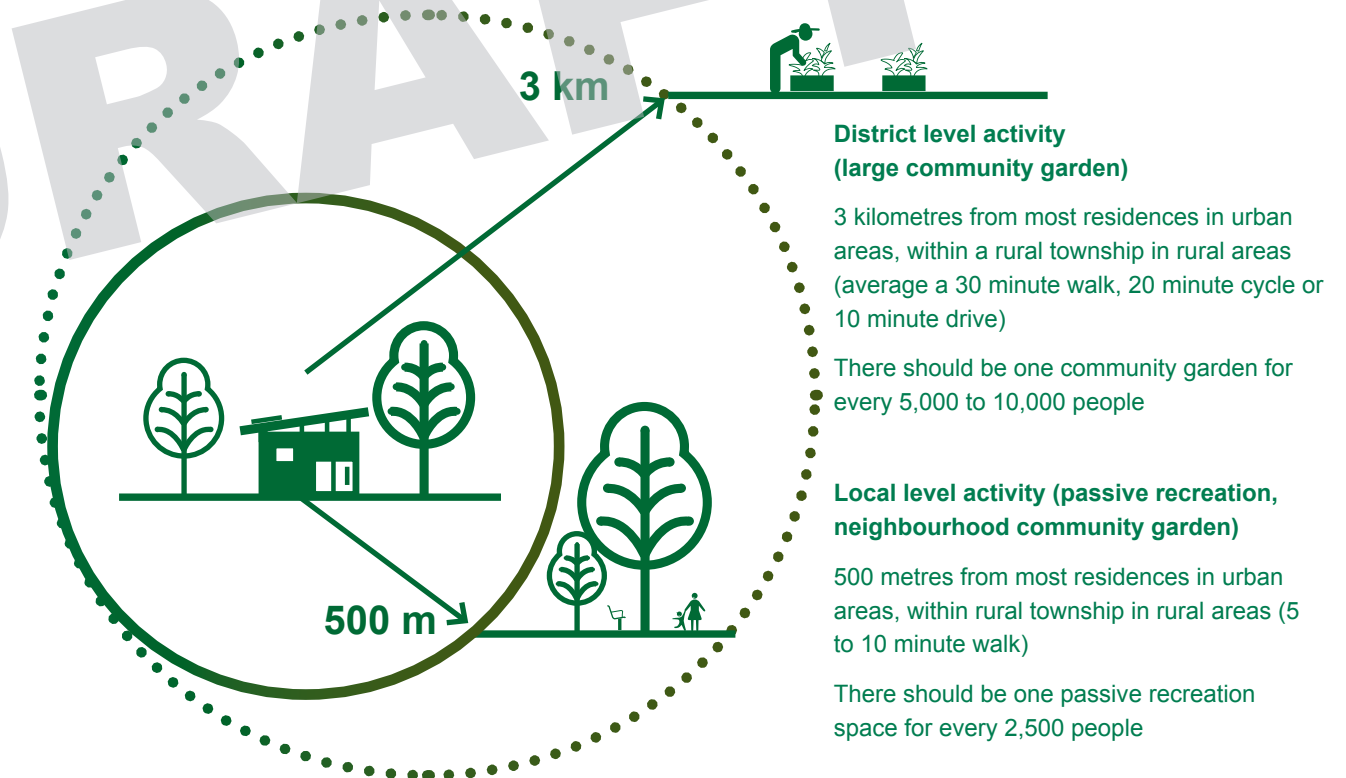 DRAFT
3 km
District level activity
(large community garden)
3 kilometres from most residences in urban
areas, within a rural township in rural areas
(average a 30 minute walk, 20 minute cycle or
10 minute drive)
There should be one community garden for
every 5,000 to 10,000 people
500 m
Local level activity (passive recreation,
neighbourhood community garden)
500 metres from most residences in urban
areas, within rural township in rural areas (5
to 10 minute walk)
There should be one passive recreation
space for every 2,500 people